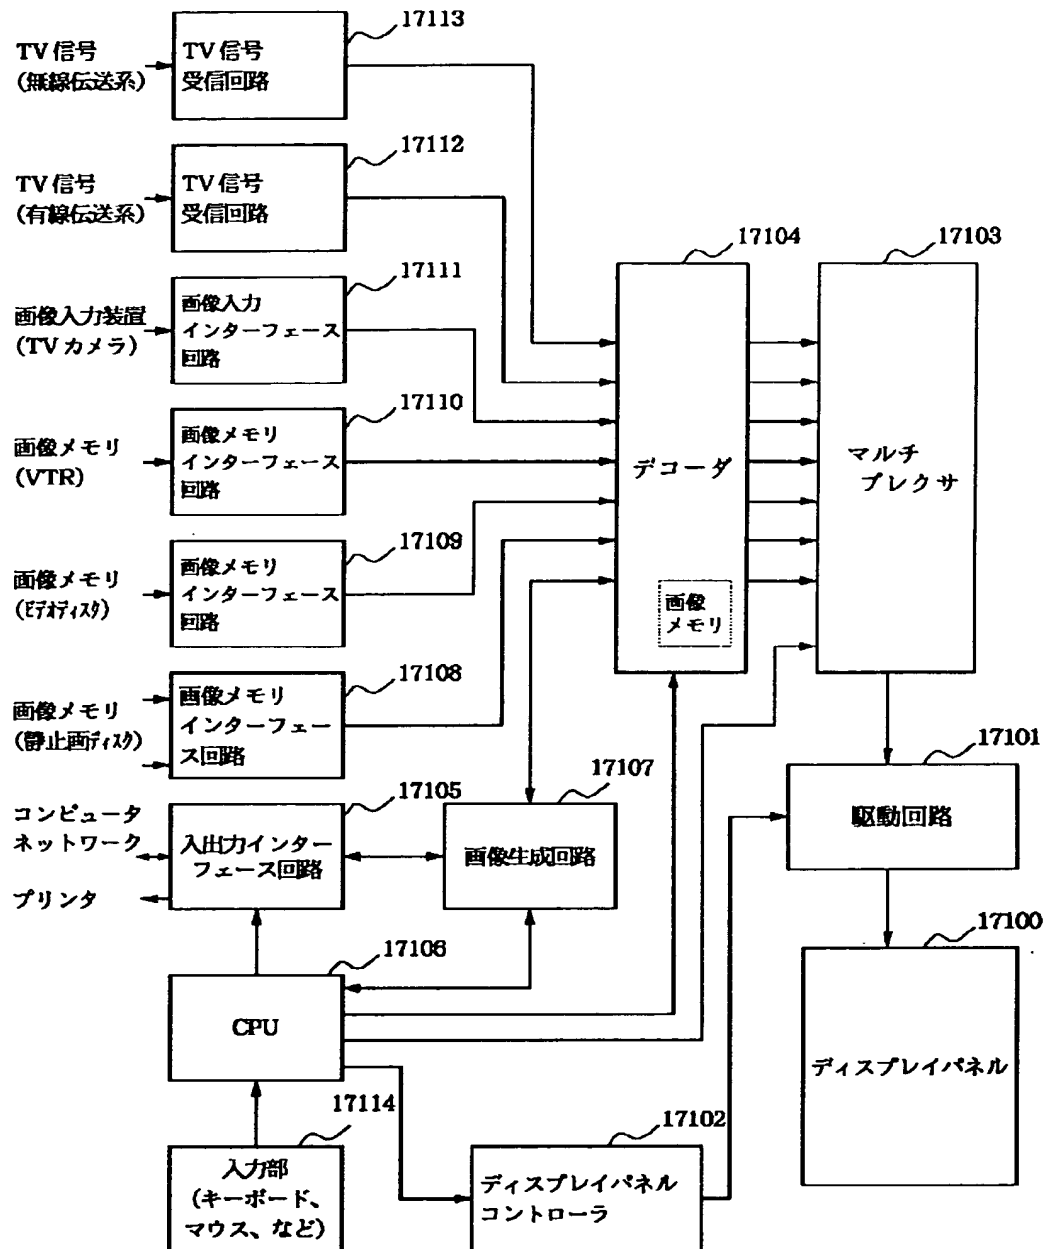 17113
TV 信号
(無線伝送系)
TV 信号
受信回路
17112
TV 信号
(有線伝送系)
TV 信号
受信回路
17111
画像入力装置
(TV カメラ)
画像入力
インターフェース
回路
17110
画像メモリ
(VTR)
画像メモリ
インターフェース
回路
17109
画像メモリ
(ビデオディスク)
画像メモリ
インターフェース
回路
17108
画像メモリ
(静止画ディスク)
画像メモリ
インターフェー
ス回路
17104
デコーダ
画像
メモリ
17103
マルチ
プレクサ
17105
コンピュータ
ネットワーク
プリンタ
入出力インター
フェース回路
17107
画像生成回路
17101
駆動回路
17106
CPU
17100
ディスプレイパネル
17114
入力部
(キーボード、
マウス、など)
17102
ディスプレイパネル
コントローラ